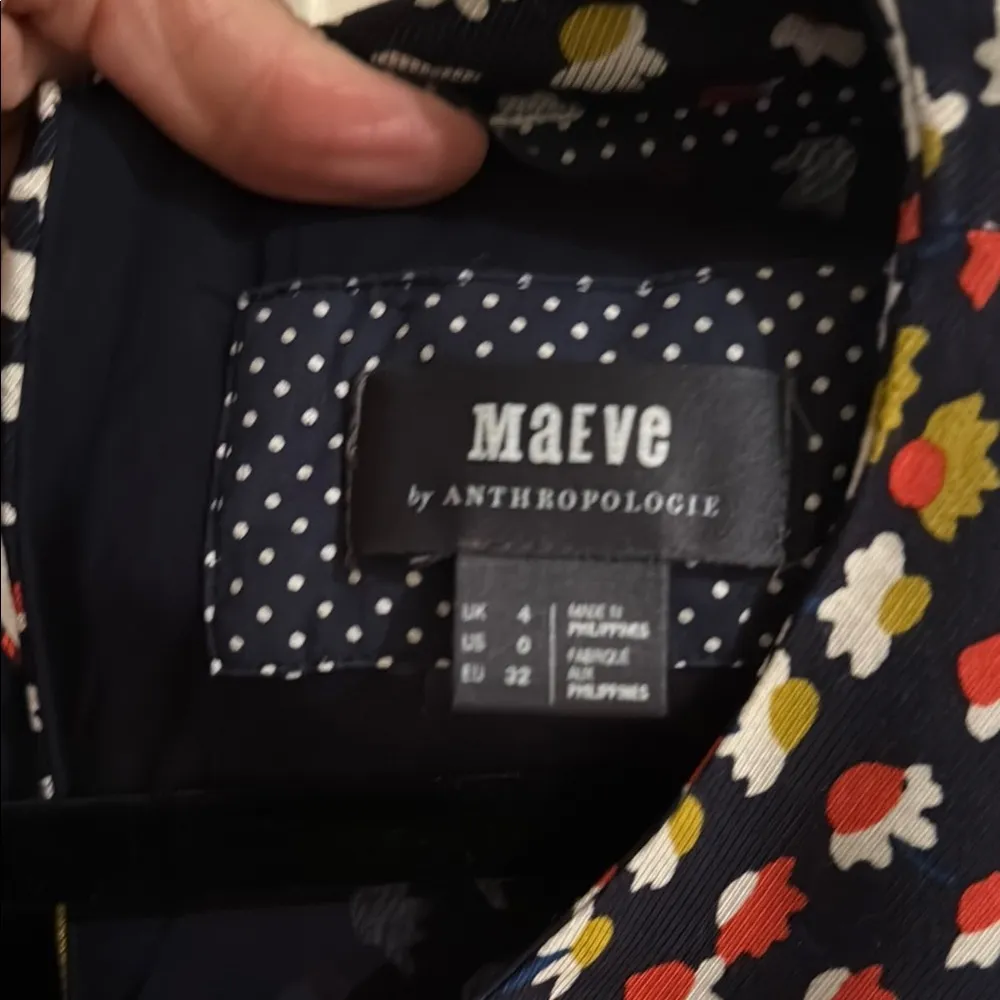 MaEVe
by ANTHROPOLOGIE
UK 4
US 0
EU 32
MADE IN
PHILIPPINES
FABRIQUÉ
AUX
PHILIPPINES